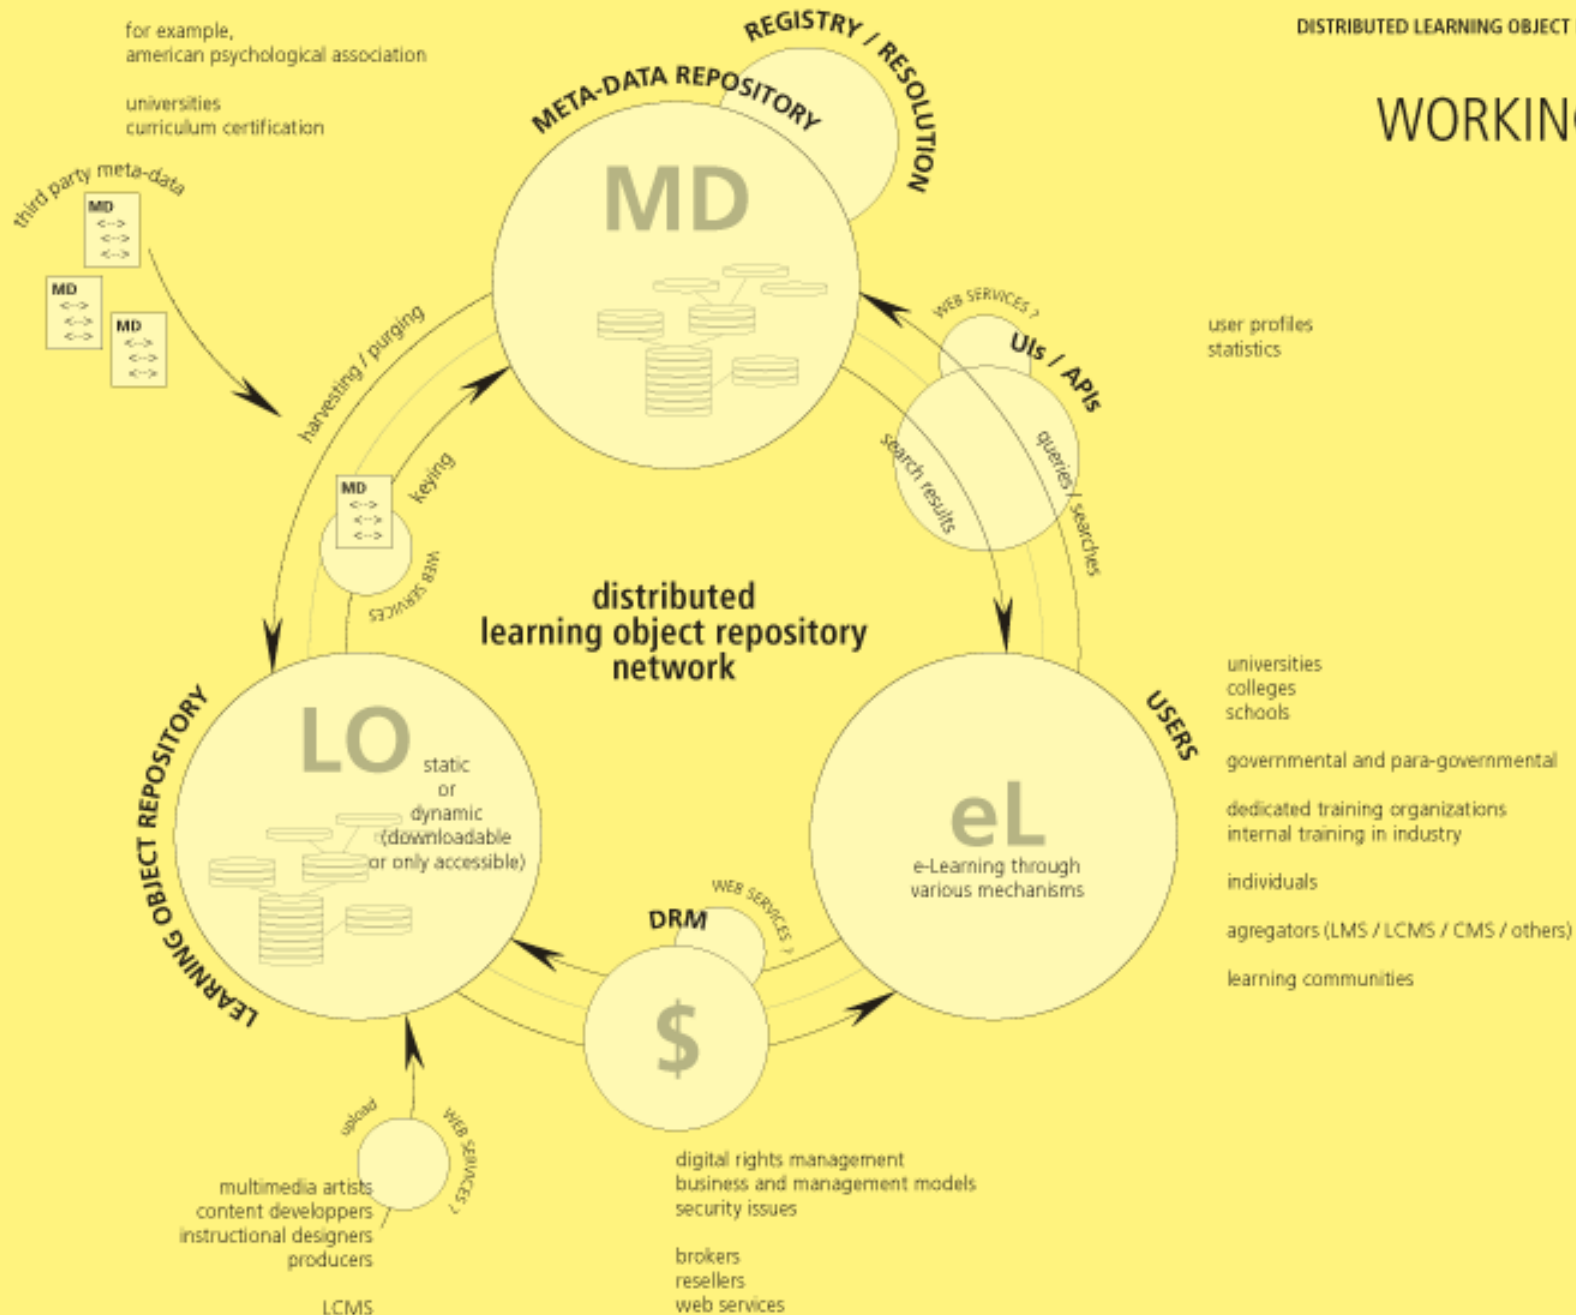 for example,
american psychological association
universities
curriculum certification
DISTRIBUTED LEARNING OBJECT
REGISTRY / RESOLUTION
META-DATA REPOSITORY
MD
third party meta-data
MD
<-->
<-->
<-->
MD
<-->
<-->
<-->
MD
<-->
<-->
<-->
harvesting / purging
keying
MD
<-->
<-->
<-->
WEB SERVICES
WEB SERVICES ?
UIs / APIs
search results
queries / searches
user profiles
statistics
distributed
learning object repository
network
LEARNING OBJECT REPOSITORY
LO
static
or
dynamic
(downloadable
or only accessible)
USERS
eL
e-Learning through
various mechanisms
universities
colleges
schools
governmental and para-governmental
dedicated training organizations
internal training in industry
individuals
agregators (LMS / LCMS / CMS / others)
learning communities
DRM
WEB SERVICES ?
$
upload
WEB SERVICES ?
multimedia artists
content developpers
instructional designers
producers
LCMS
digital rights management
business and management models
security issues
brokers
resellers
web services